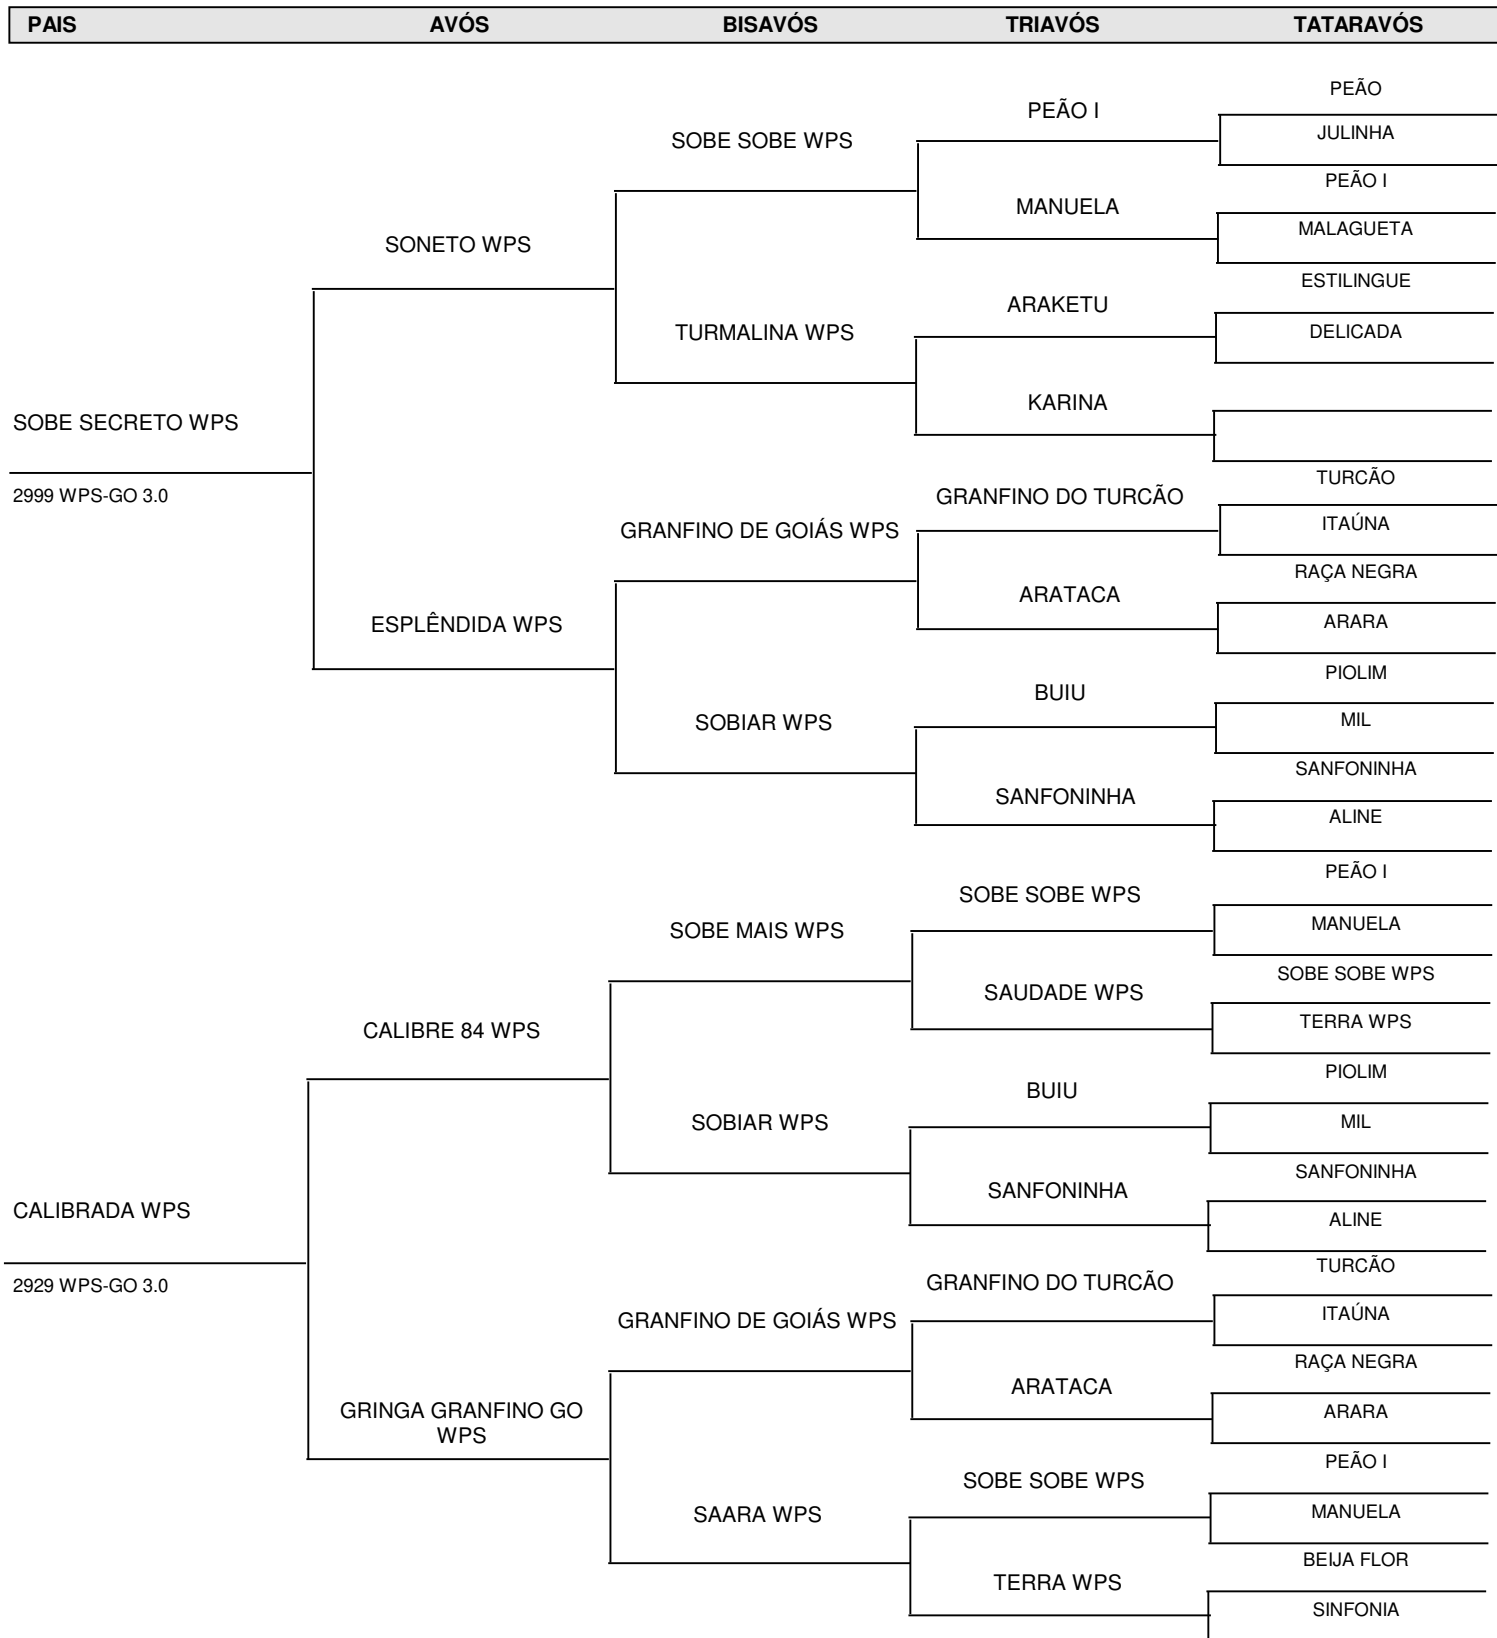 PAIS AVÓS BISAVÓS TRIAVÓS TATARAVÓS
PEÃO
PEÃO I
JULINHA
SOBE SOBE WPS
PEÃO I
MANUELA
MALAGUETA
SONETO WPS
ESTILINGUE
ARAKETU
DELICADA
TURMALINA WPS
KARINA
SOBE SECRETO WPS
TURCÃO
2999 WPS-GO 3.0
GRANFINO DO TURCÃO
ITAÚNA
GRANFINO DE GOIÁS WPS
RAÇA NEGRA
ARATACA
ARARA
ESPLÊNDIDA WPS
PIOLIM
BUIU
MIL
SOBIAR WPS
SANFONINHA
SANFONINHA
ALINE
PEÃO I
SOBE SOBE WPS
MANUELA
SOBE MAIS WPS
SOBE SOBE WPS
SAUDADE WPS
TERRA WPS
CALIBRE 84 WPS
PIOLIM
BUIU
MIL
SOBIAR WPS
SANFONINHA
SANFONINHA
CALIBRADA WPS
ALINE
TURCÃO
2929 WPS-GO 3.0
GRANFINO DO TURCÃO
ITAÚNA
GRANFINO DE GOIÁS WPS
RAÇA NEGRA
ARATACA
GRINGA GRANFINO GO
WPS
ARARA
PEÃO I
SOBE SOBE WPS
MANUELA
SAARA WPS
BEIJA FLOR
TERRA WPS
SINFONIA